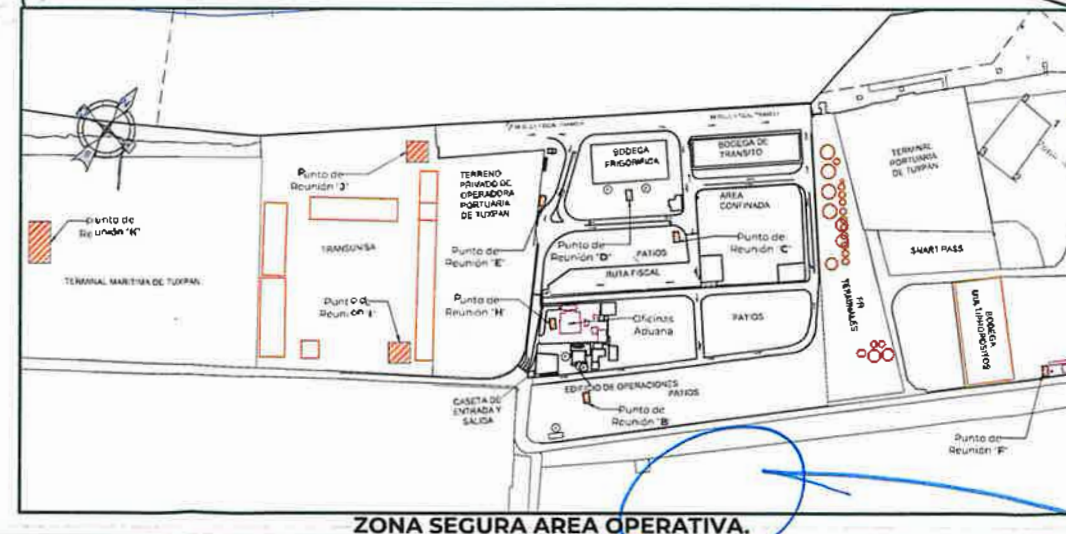 BODEGA
FRIGORIFICA
BODEGA DE
TRANSITO
TERRENO
PRIVADO DE
OPERADORA
PORTUARIA
DE TUXPAN
Punto de
Reunión "J"
Punto de
Reunión "K"
TERMINAL MARITIMA DE TUXPAN
TRANSUNISA
Punto de
Reunión "I"
Punto de
Reunión "E"
Punto de
Reunión "D"
PATIOS
AREA
CONFINADA
Punto de
Reunión "C"
RUTA FISCAL
Punto de
Reunión "H"
Oficinas
Aduana
PATIOS
EDIFICIO DE OPERACIONES
PATIOS
CASETA DE
ENTRADA Y
SALIDA
Punto de
Reunión "B"
TERMINALES
TERMINAL
PORTUARIA
DE TUXPAN
SMART PASS
BODEGA
MULTIPROPOSITOS
Punto de
Reunión "F"
ZONA SEGURA AREA OPERATIVA.